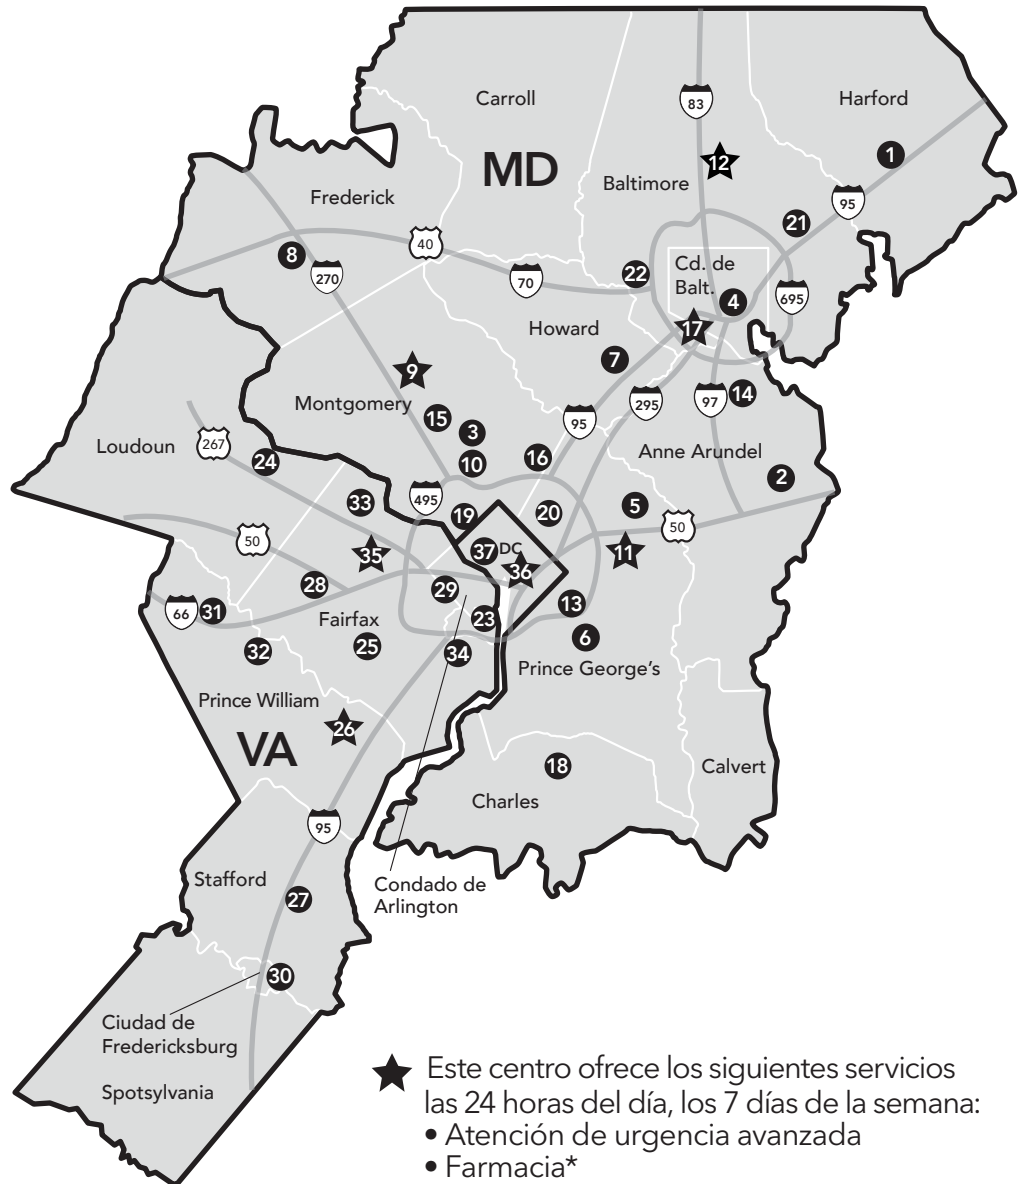 Carroll
83
Harford
MD
12
1
Baltimore
Frederick
95
21
40
8
270
70
22
Cd. de
Balt.
4
695
17
Howard
7
9
97
14
295
Montgomery
15
95
3
Loudoun
267
24
10
16
Anne Arundel
2
33
495
19
20
5
50
50
35
37
DC
36
11
28
29
66
31
13
Fairfax
23
32
25
34
6
Prince George’s
Prince William
26
VA
18
Calvert
Charles
95
Stafford
27
Condado de
Arlington
30
Ciudad de
Fredericksburg
Spotsylvania
Este centro ofrece los siguientes servicios
las 24 horas del día, los 7 días de la semana:
• Atención de urgencia avanzada
• Farmacia*